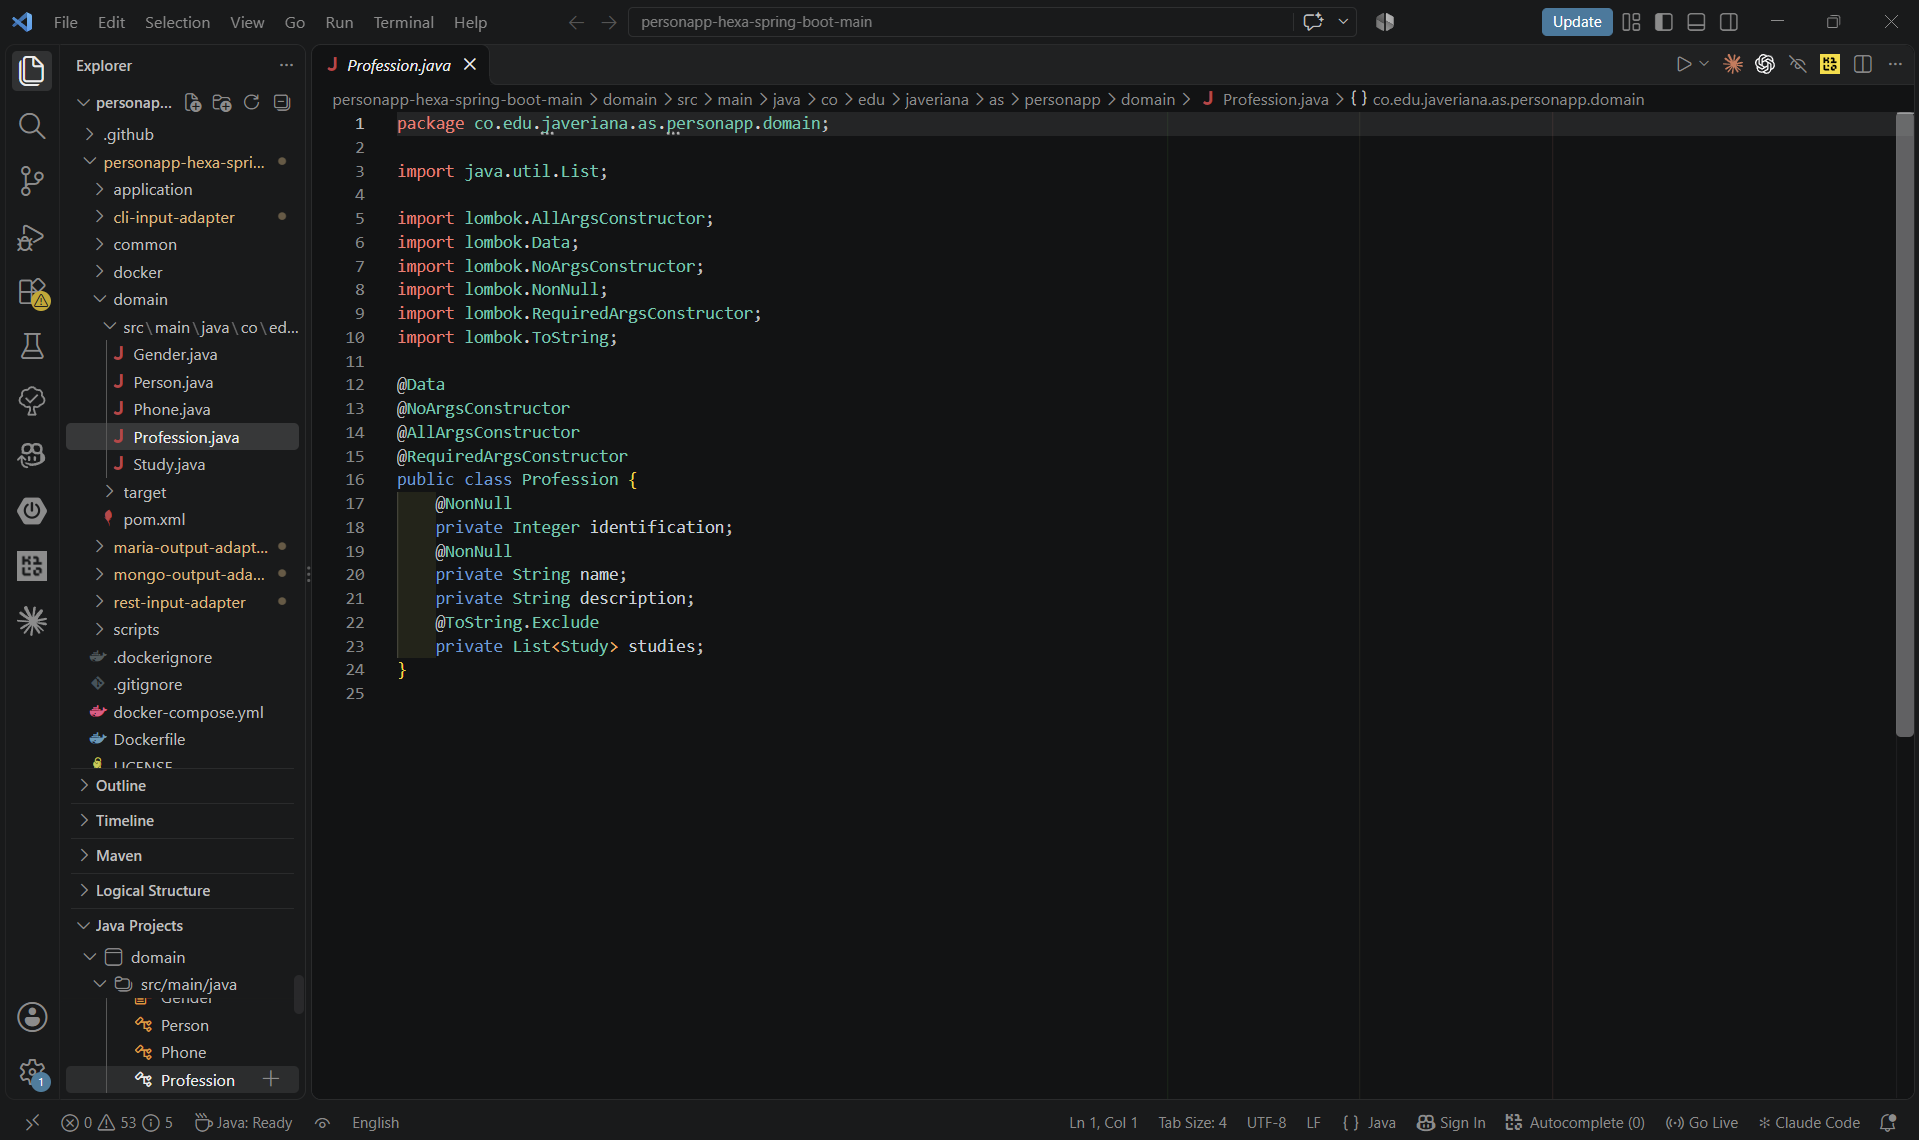 File Edit Selection View Go Run Terminal Help
personapp-hexa-spring-boot-main
Update
Explorer
personap...
.github
personapp-hexa-spri...
application
cli-input-adapter
common
docker
domain
src\main\java\co\ed...
Gender.java
Person.java
Phone.java
Profession.java
Study.java
target
pom.xml
maria-output-adapt...
mongo-output-ada...
rest-input-adapter
scripts
.dockerignore
.gitignore
docker-compose.yml
Dockerfile
LICENSE
Outline
Timeline
Maven
Logical Structure
Java Projects
domain
src/main/java
Gender
Person
Phone
Profession
1
Profession.java
personapp-hexa-spring-boot-main > domain > src > main > java > co > edu > javeriana > as > personapp > domain > Profession.java > {} co.edu.javeriana.as.personapp.domain
1 package co.edu.javeriana.as.personapp.domain;
2
3 import java.util.List;
4
5 import lombok.AllArgsConstructor;
6 import lombok.Data;
7 import lombok.NoArgsConstructor;
8 import lombok.NonNull;
9 import lombok.RequiredArgsConstructor;
10 import lombok.ToString;
11
12 @Data
13 @NoArgsConstructor
14 @AllArgsConstructor
15 @RequiredArgsConstructor
16 public class Profession {
17 @NonNull
18 private Integer identification;
19 @NonNull
20 private String name;
21 private String description;
22 @ToString.Exclude
23 private List<Study> studies;
24 }
25
0 53 5 Java: Ready English Ln 1, Col 1 Tab Size: 4 UTF-8 LF {} Java Sign In Autocomplete (0) Go Live Claude Code